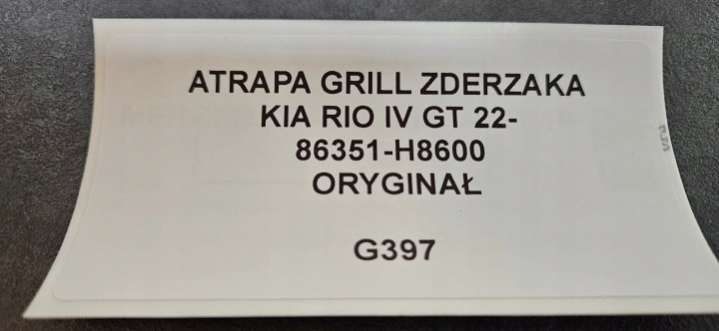 ATRAPA GRILL ZDERZAKA
KIA RIO IV GT 22-
86351-H8600
ORYGINAŁ
G397